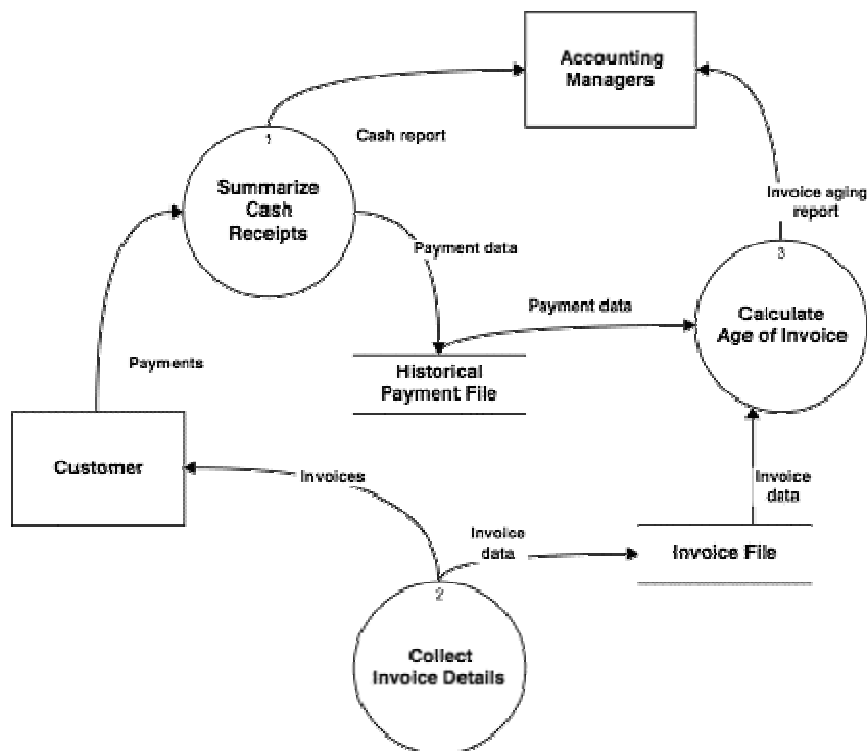 Accounting
Managers
Cash report
1
Summarize
Cash
Receipts
Invoice aging
report
Payment data
3
Calculate
Age of Invoice
Payment data
Payments
Historical
Payment File
Customer
Invoices
Invoice
data
Invoice
data
Invoice File
2
Collect
Invoice Details